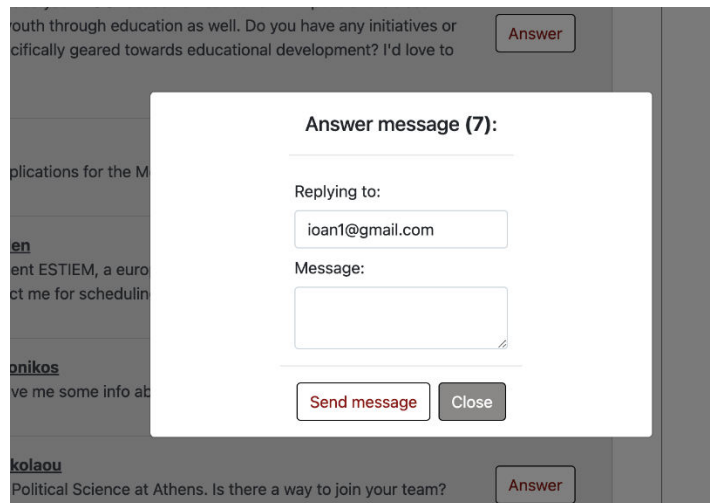 outh through education as well. Do you have any initiatives or
cifically geared towards educational development? I'd love to
Answer
Answer message (7):
plications for the M
Replying to:
ioan1@gmail.com
en
ent ESTIEM, a euro
Message:
ct me for schedulin
onikos
ve me some info ab
Send message
Close
kolaou
Political Science at Athens. Is there a way to join your team?
Answer